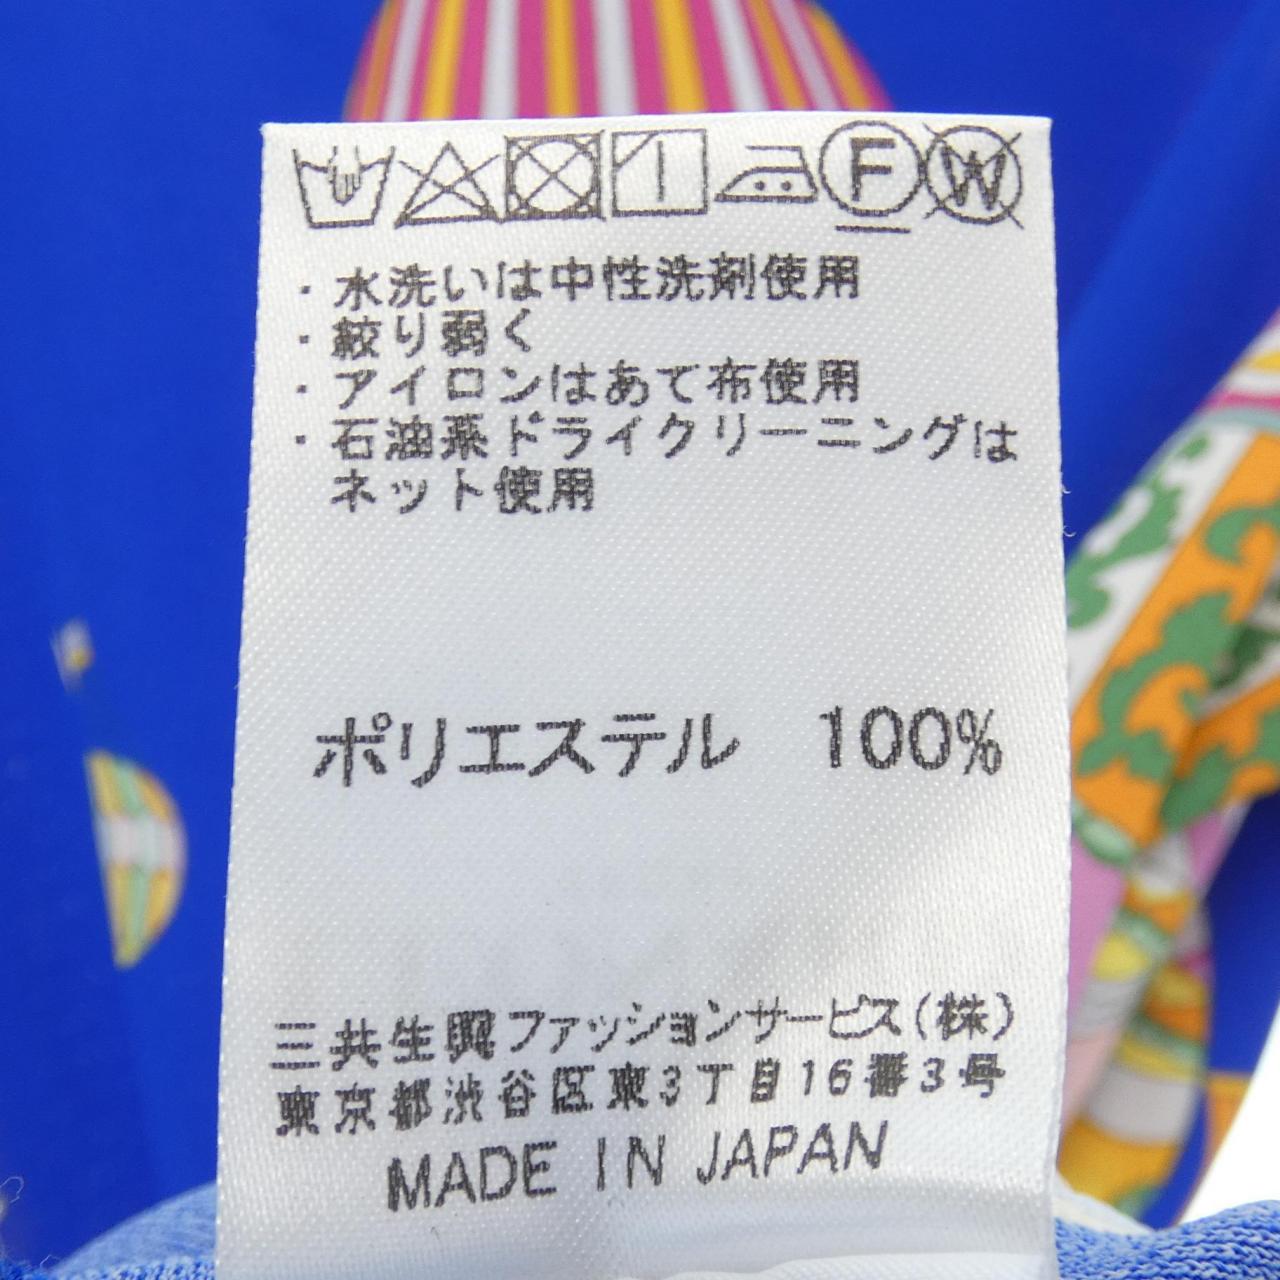 F W
・水洗いは中性洗剤使用
・絞り弱く
・アイロンはあて布使用
・石油系ドライクリーニングは
ネット使用
ポリエステル 100%
三共生興ファッションサービス(株)
東京都渋谷区東3丁目16番3号
MADE IN JAPAN